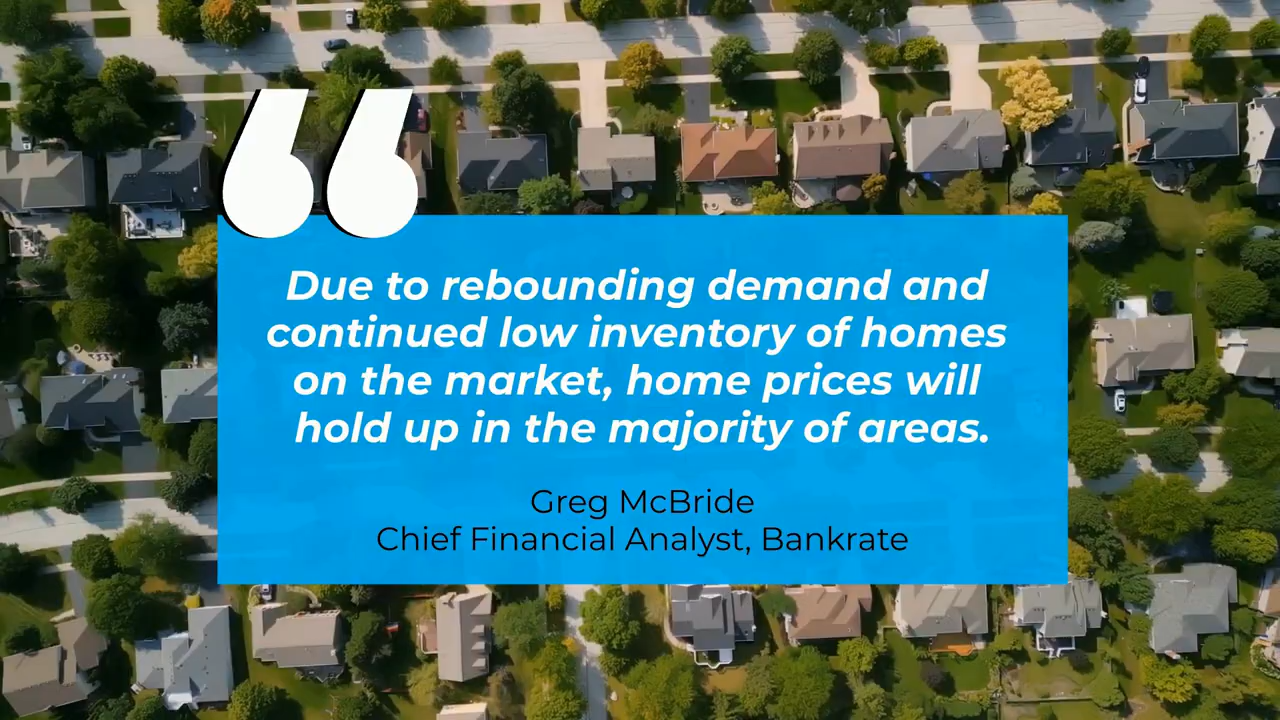 “
Due to rebounding demand and
continued low inventory of homes
on the market, home prices will
hold up in the majority of areas.
Greg McBride
Chief Financial Analyst, Bankrate